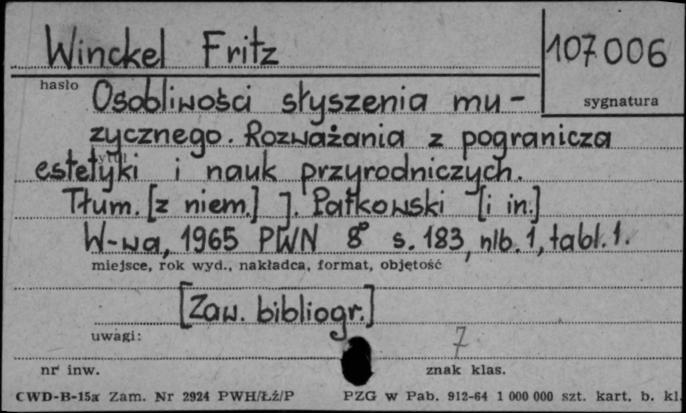 Winckel Fritz
107006
hasło
sygnatura
Osobliwości słyszenia mu-
zycznego. Rozważania z pogranicza
tytuł
estetyki i nauk przyrodniczych.
Tłum. [z niem.] J. Patkowski [i in.]
W-wa, 1965 PWN 8° s. 183, nlb. 1, tabl. 1.
miejsce, rok wyd., nakładca, format, objętość
[Zaw. bibliogr.]
uwagi:
7
nr inw.
znak klas.
CWD-B-15a Zam. Nr 2924 PWH/Łź/P
PZG w Pab. 912-64 1 000 000 szt. kart. b. kl.